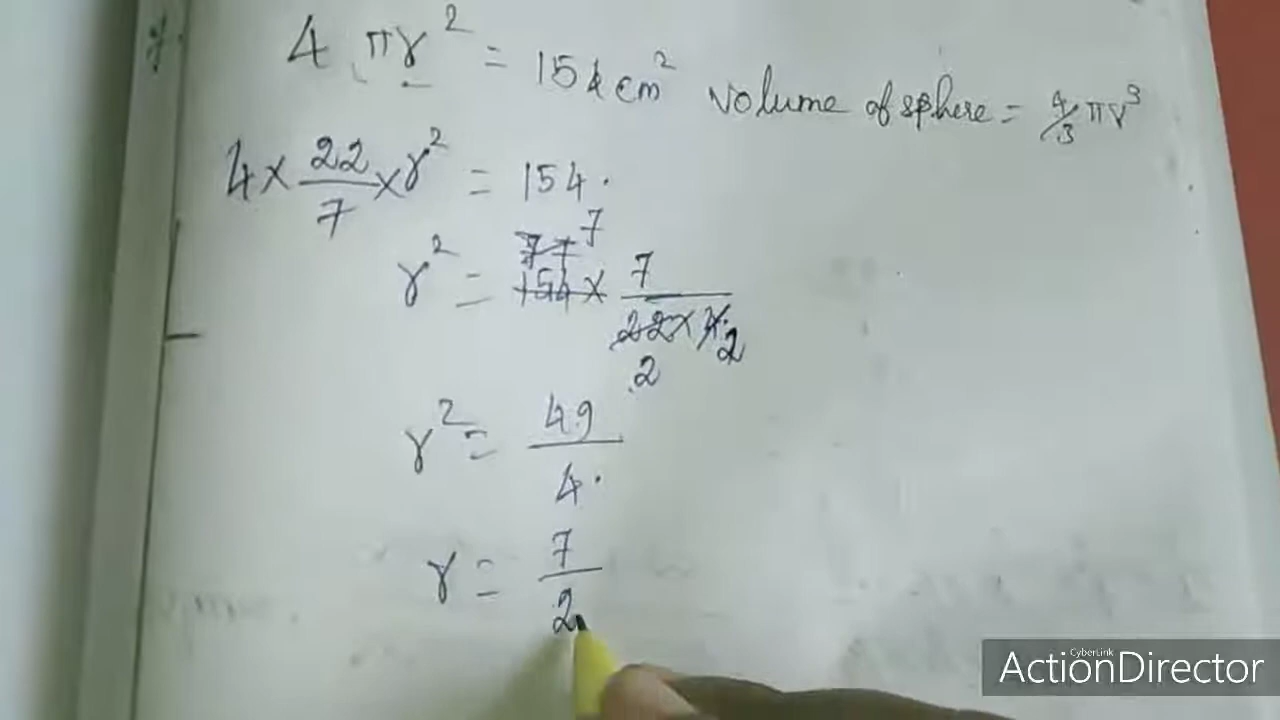 4 πr² = 154 cm² Volume of sphere = 4/3 πr³
4 × 22/7 × r² = 154.
77 7
r² = 154 × 7/22×4 2
2
r² = 49/4.
r = 7/2
CyberLink
ActionDirector